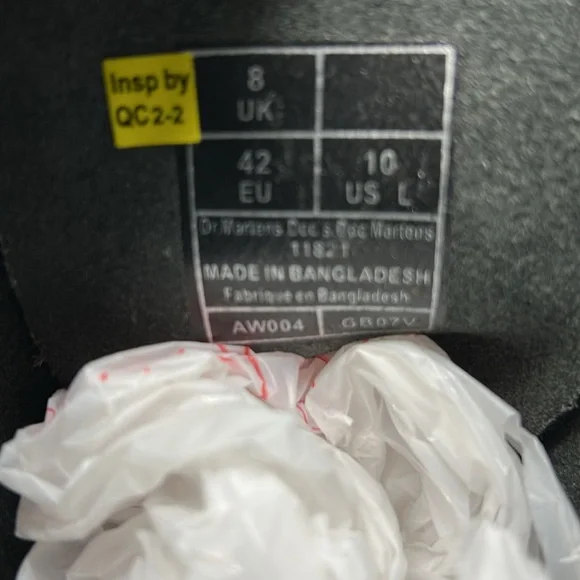 Insp by
QC2-2
8
UK
42
EU
10
US L
Dr.Martens Doc's Doc Martens
11821
MADE IN BANGLADESH
Fabrique en Bangladesh
AW004
GB07V